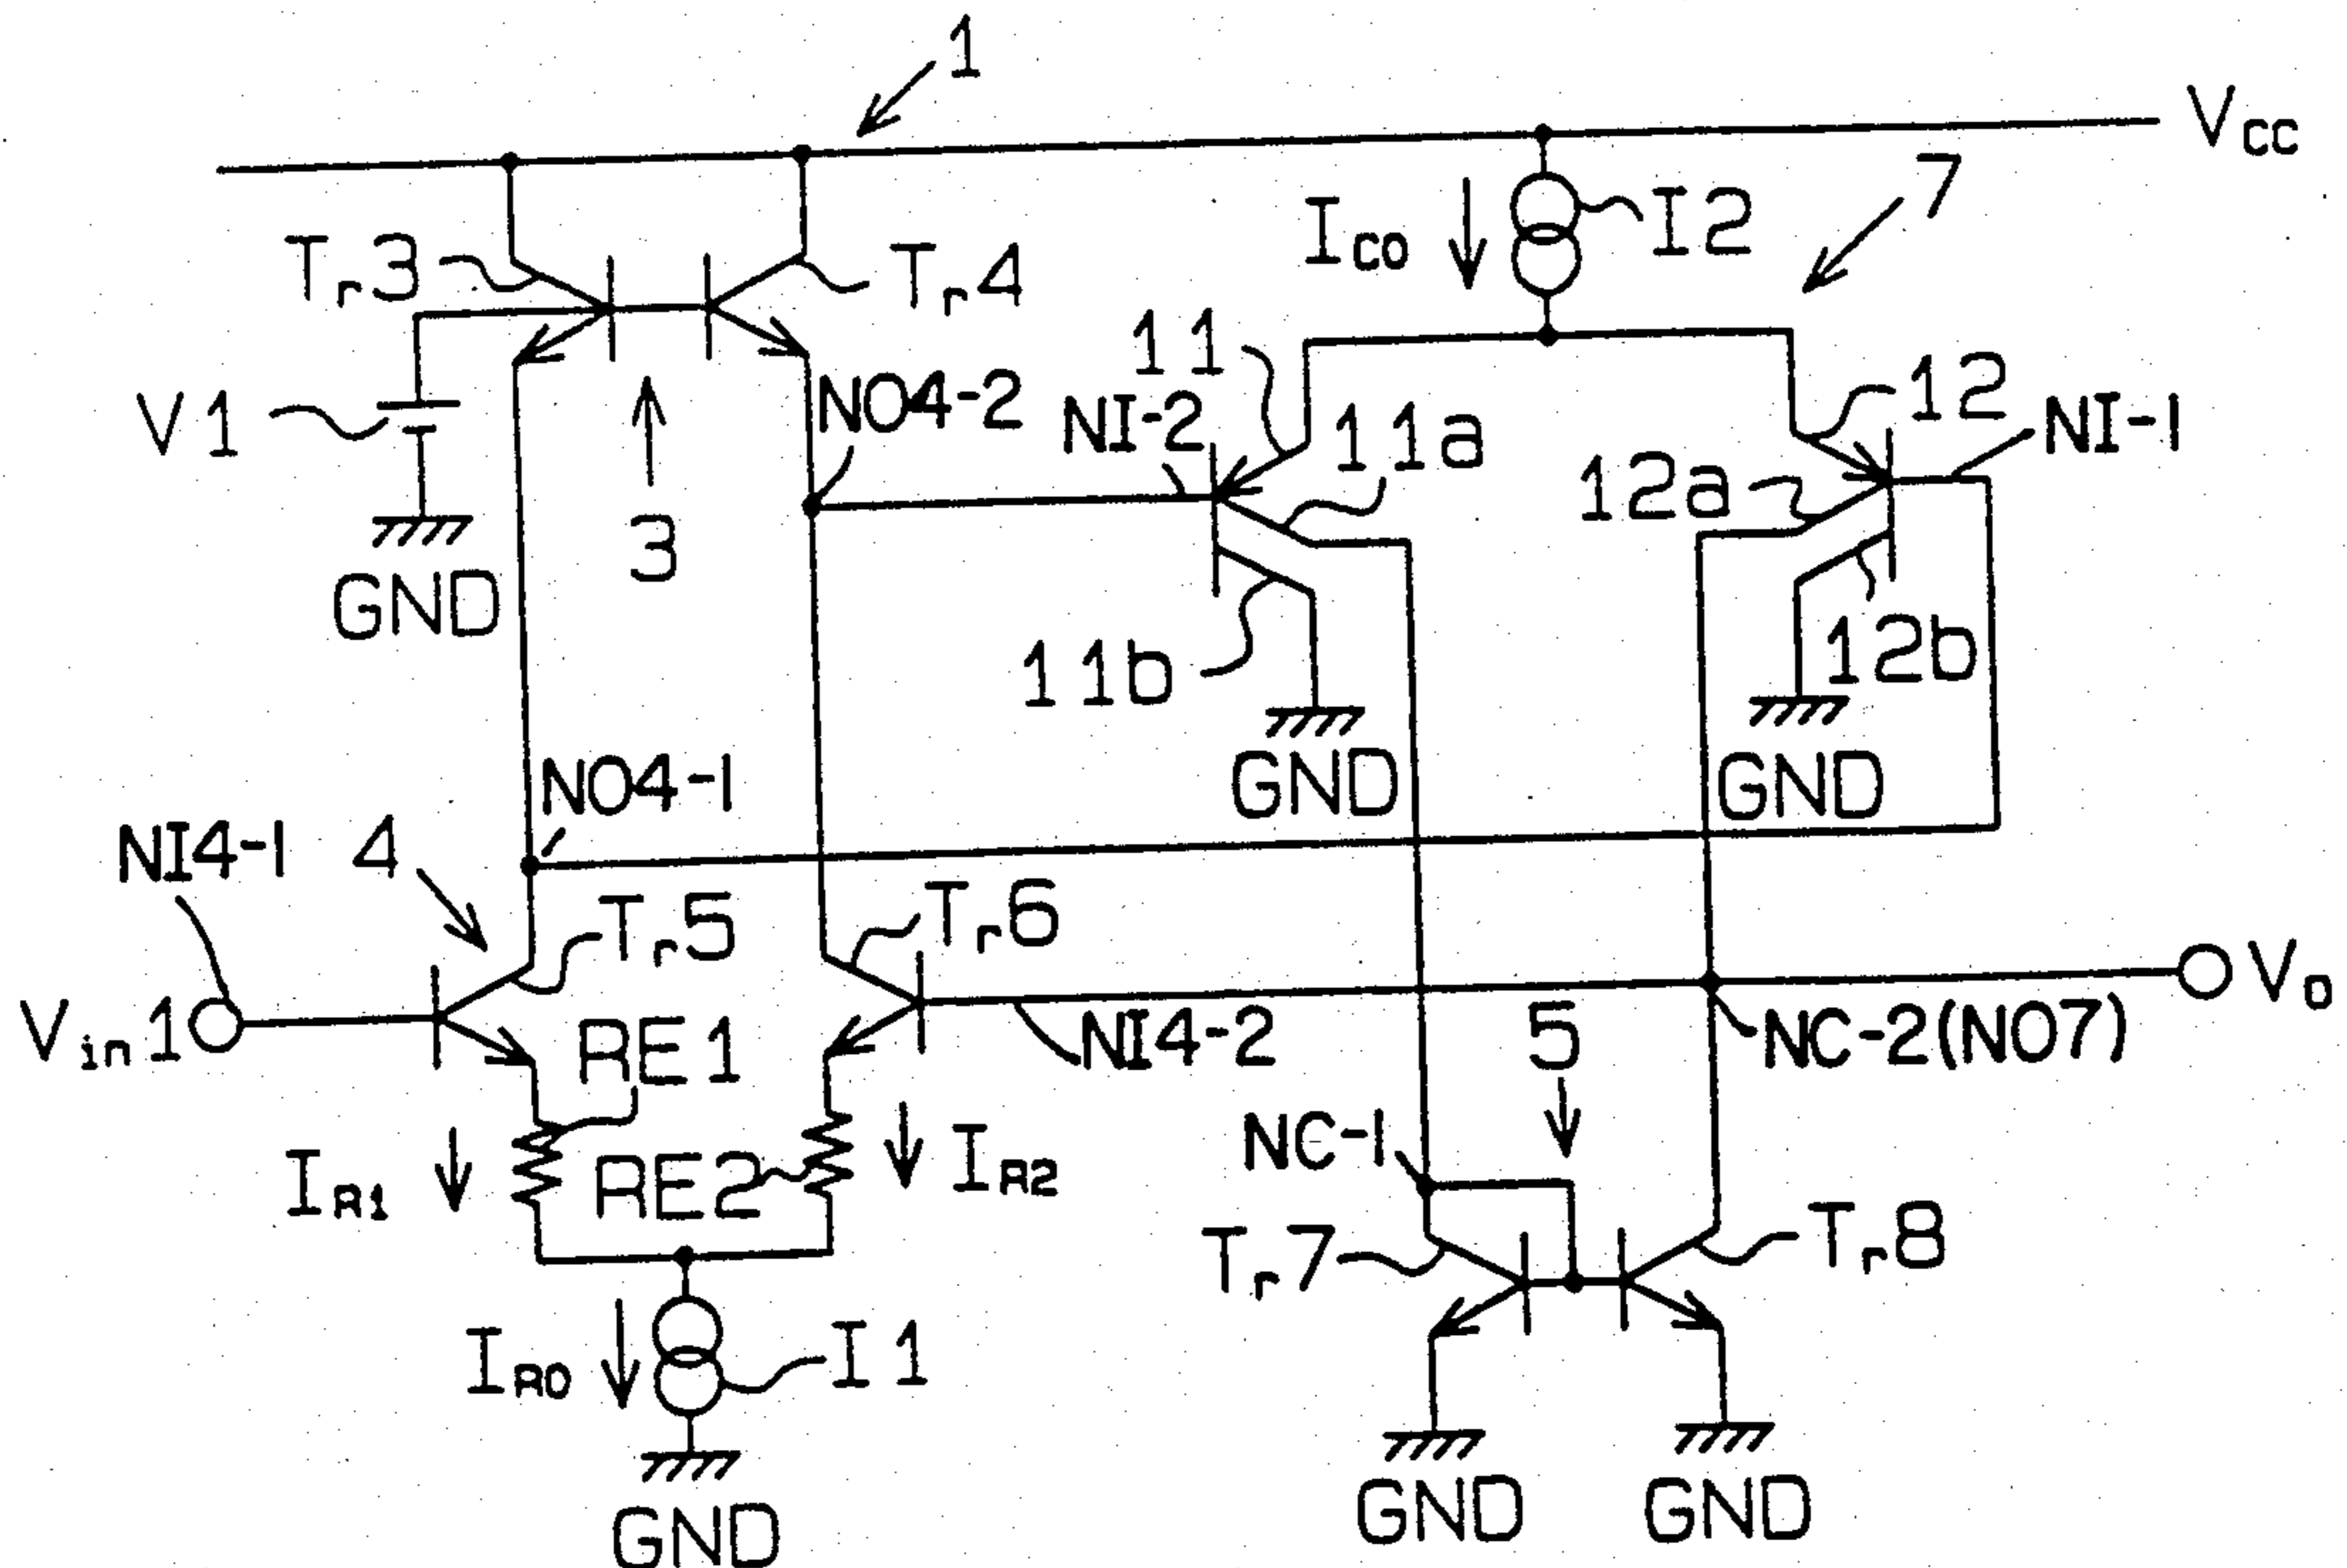 1
Vcc
7
Tr3
Tr4
Ico
I2
11
12
V1
NO4-2
NI-2
11a
NI-1
12a
3
GND
11b
12b
GND
GND
NO4-1
NI4-1
4
Tr5
Tr6
Vin1
RE1
NI4-2
5
NC-2(NO7)
Vo
NC-1
IR1
RE2
IR2
Tr7
Tr8
IR0
I1
GND
GND
GND